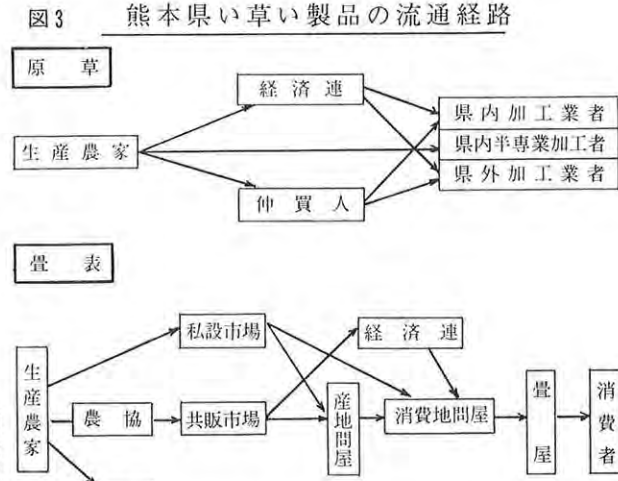 図3 熊本県い草い製品の流通経路
原草
経済連
県内加工業者
生産農家
県内半専業加工者
県外加工業者
仲買人
畳表
私設市場
経済連
生産農家
農協
共販市場
産地問屋
消費地問屋
畳屋
消費者